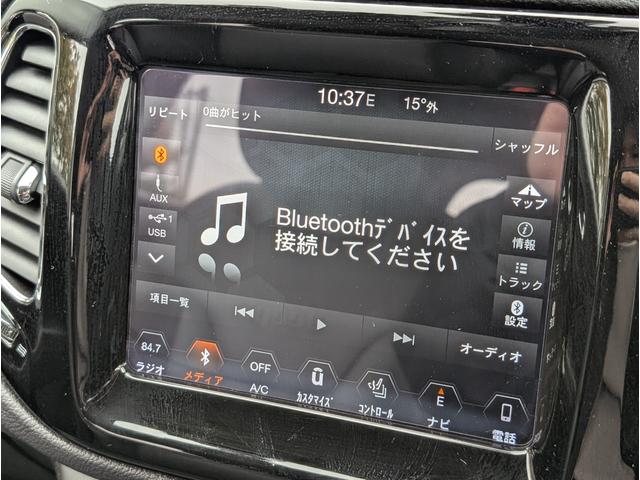 10:37E 15°外
リピート 0曲がヒット シャッフル
AUX
1
USB
Bluetoothﾃﾞﾊﾞｲｽを
接続してください
マップ
情報
トラック
設定
項目一覧
オーディオ
84.7
ラジオ
メディア
OFF
A/C
ū
ｶｽﾀﾏｲｽﾞ
ｺﾝﾄﾛｰﾙ
E
ナビ
電話